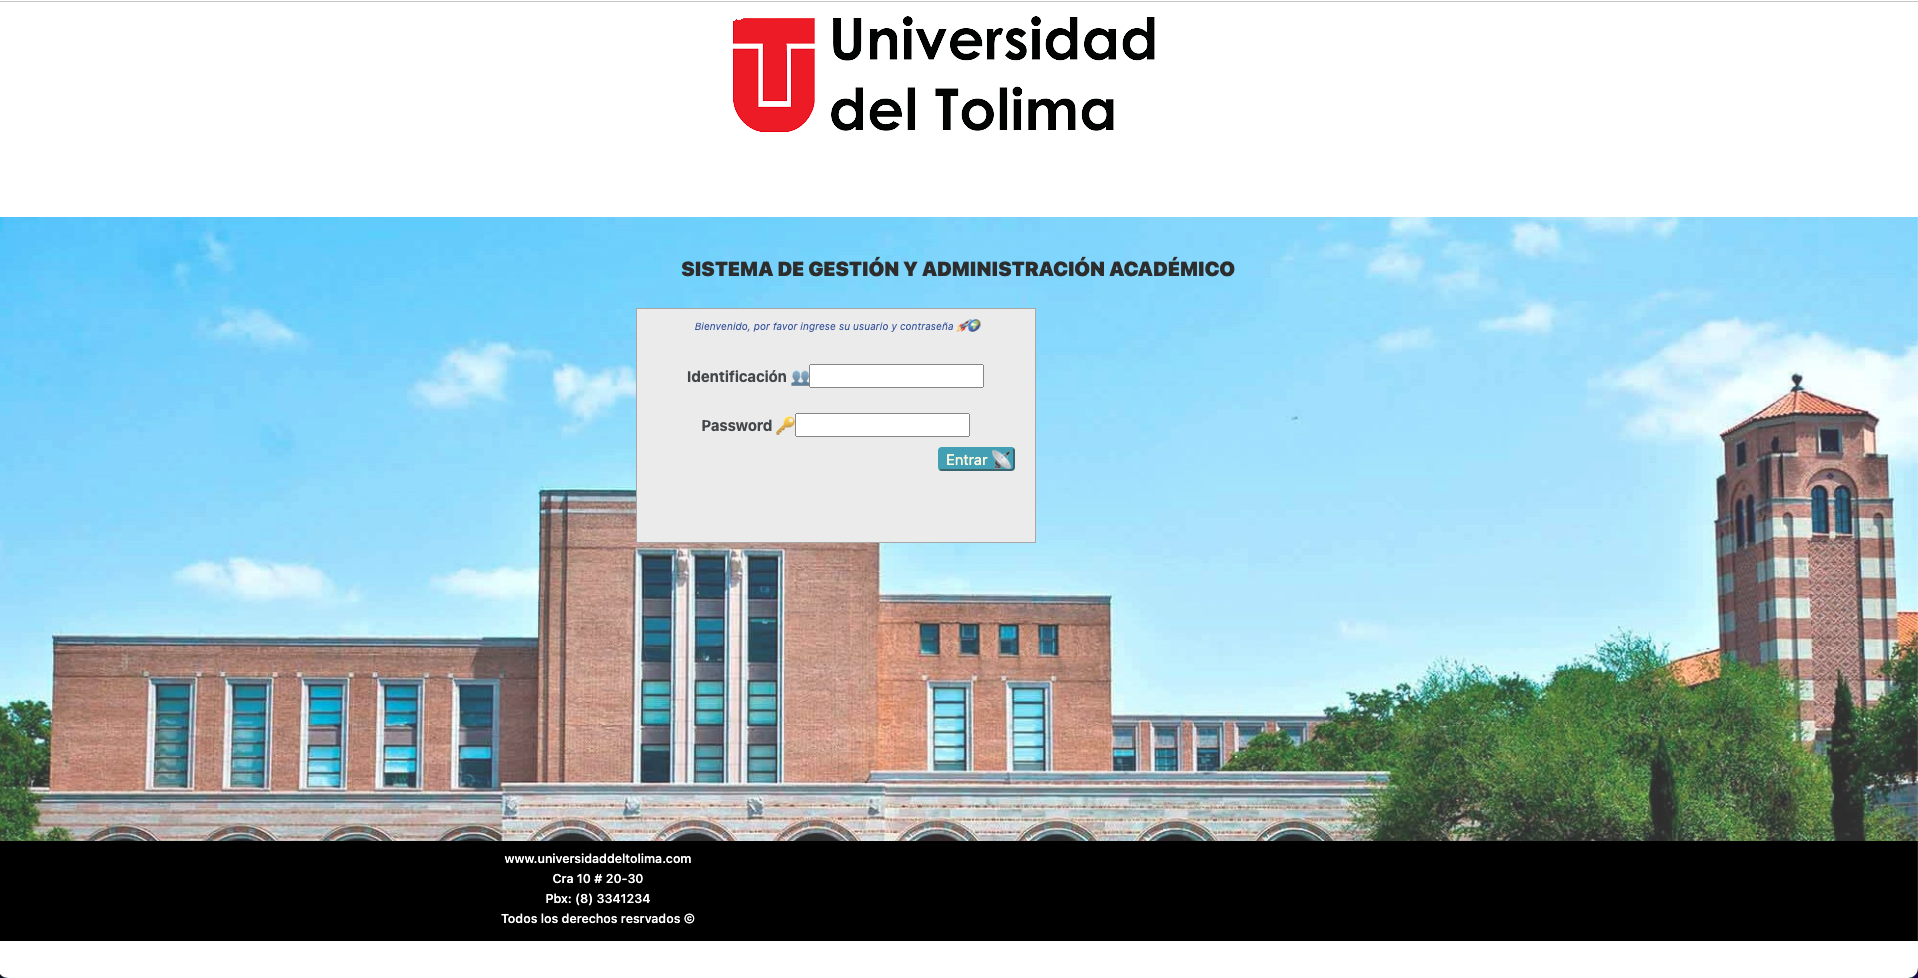 Universidad
del Tolima
SISTEMA DE GESTIÓN Y ADMINISTRACIÓN ACADÉMICO
Bienvenido, por favor ingrese su usuario y contraseña 🚀🌍
Identificación 👥
Password 🔑
Entrar 📡
www.universidaddeltolima.com
Cra 10 # 20-30
Pbx: (8) 3341234
Todos los derechos resrvados ©